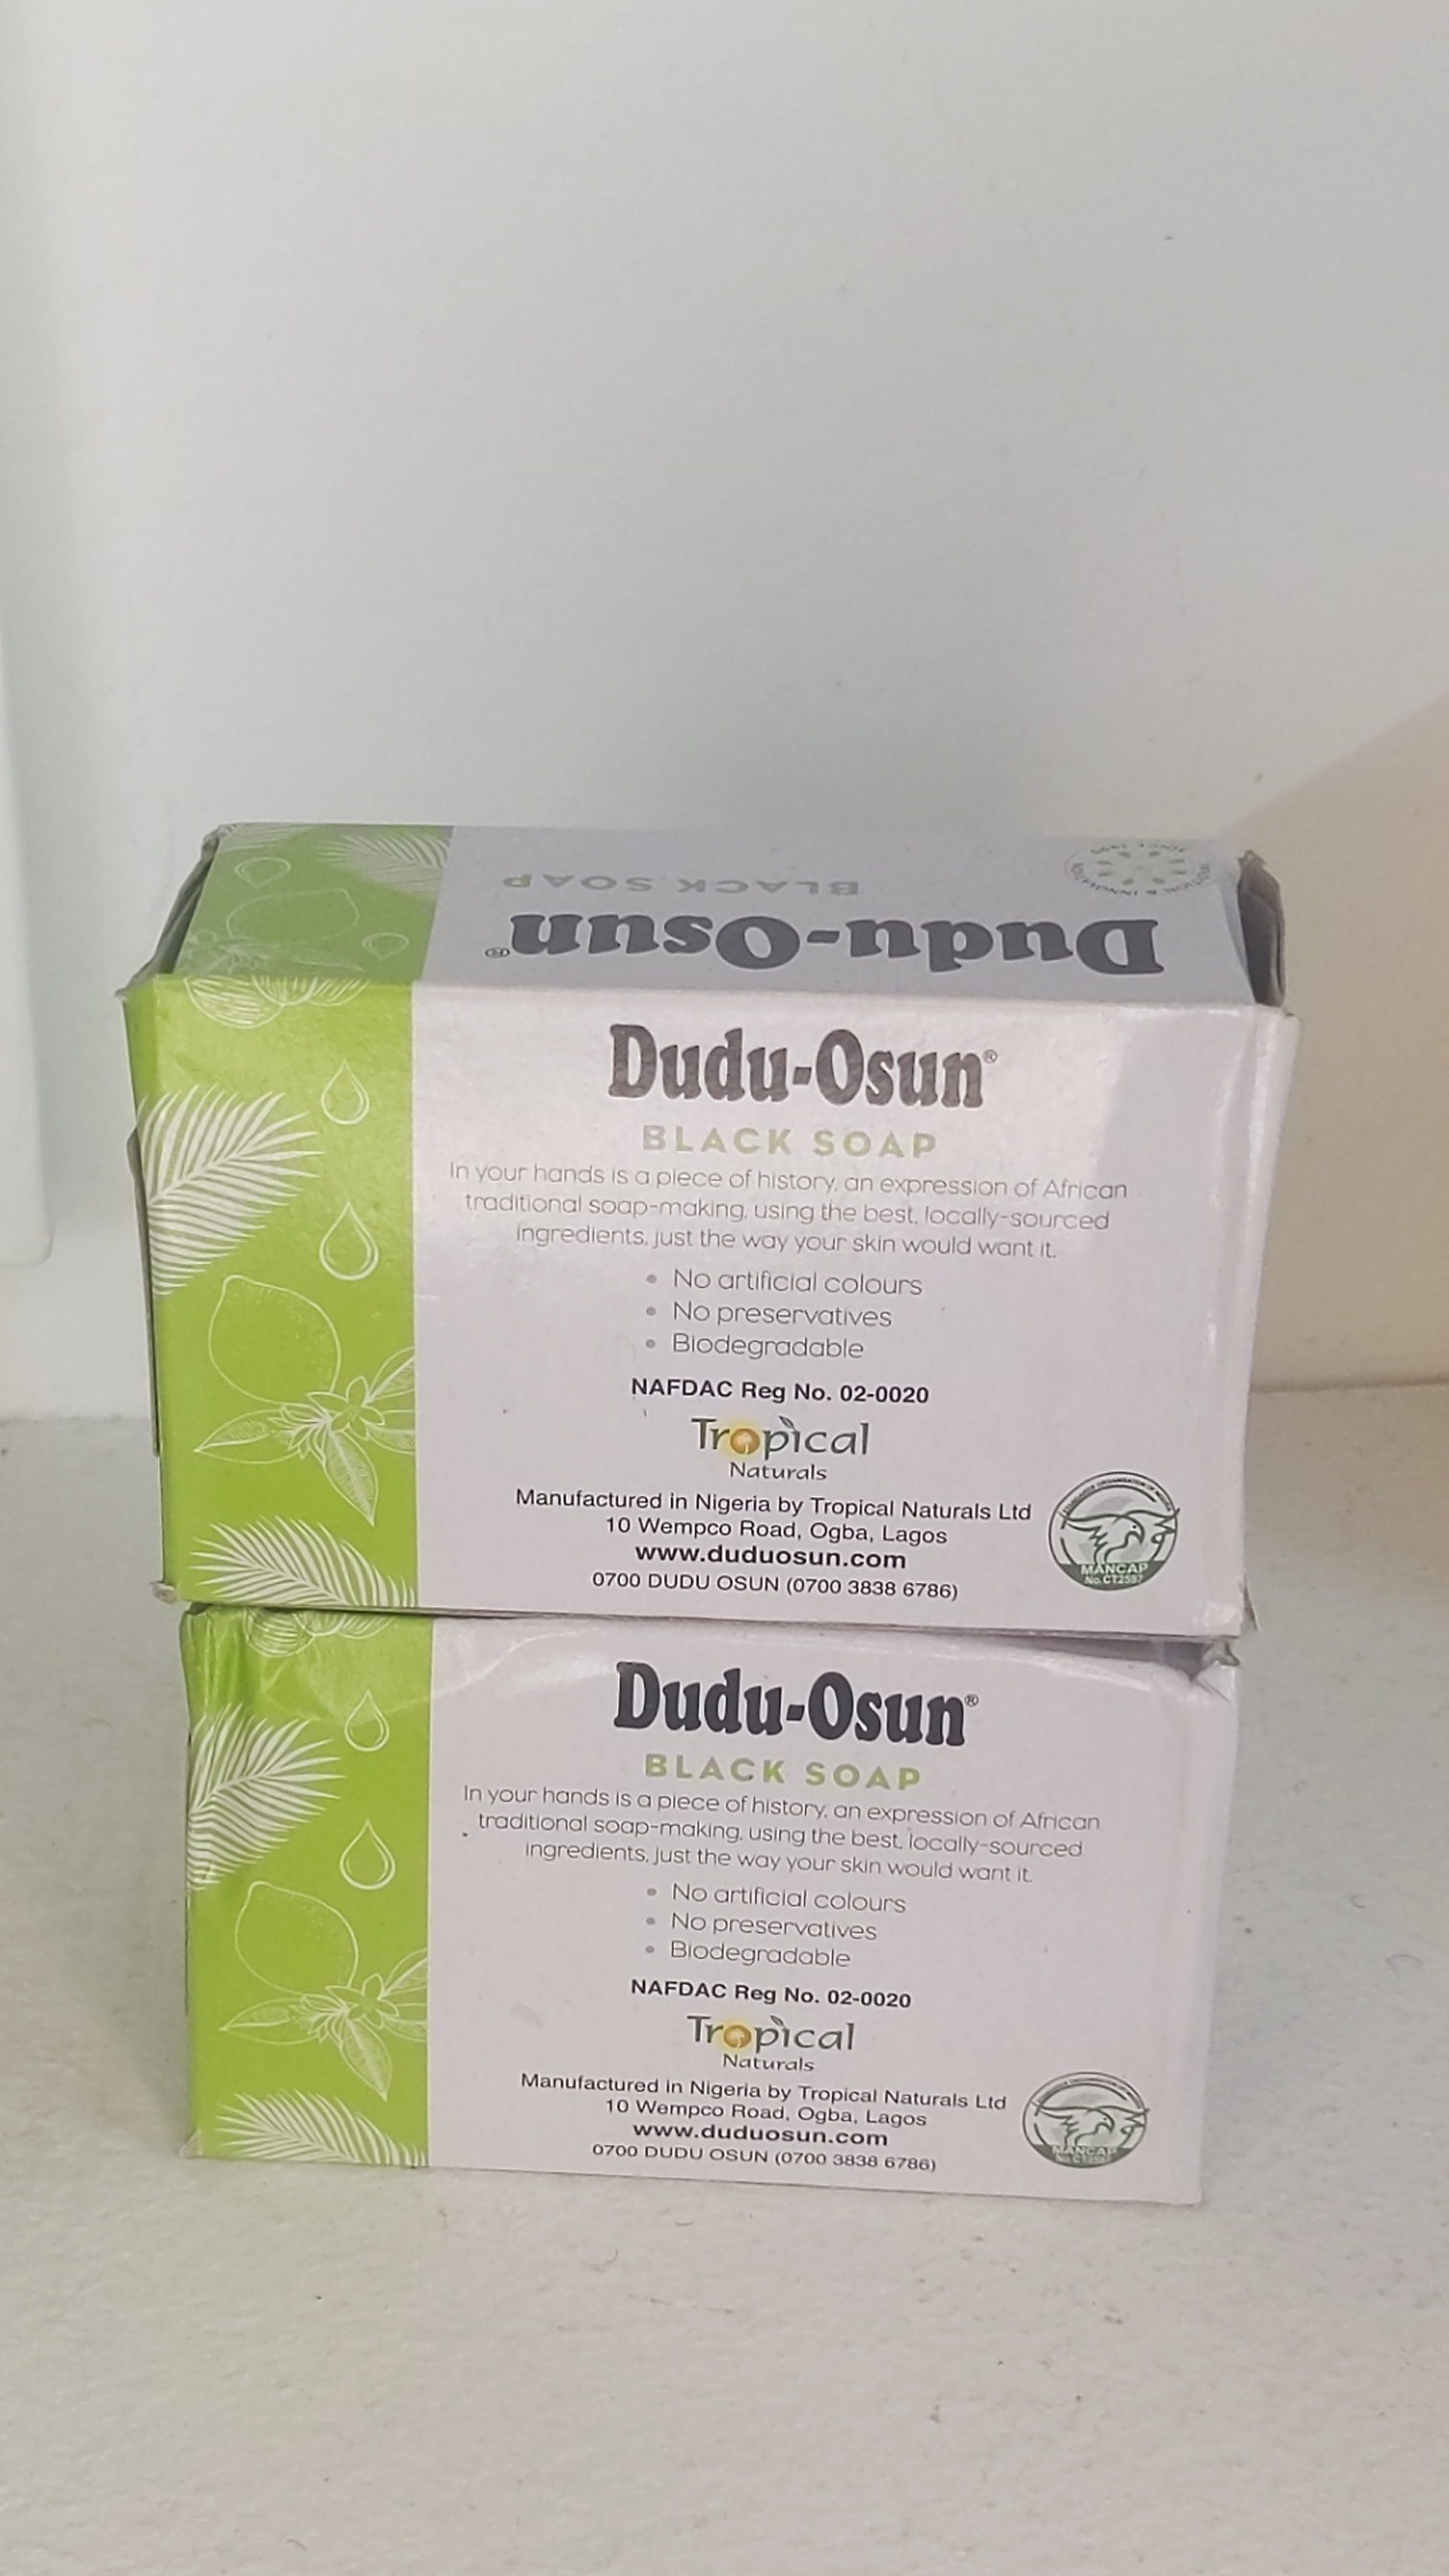 BLACK SOAP
Dudu-Osun®
Dudu-Osun®
BLACK SOAP
In your hands is a piece of history, an expression of African
traditional soap-making, using the best, locally-sourced
ingredients, just the way your skin would want it.
• No artificial colours
• No preservatives
• Biodegradable
NAFDAC Reg No. 02-0020
Tropical
Naturals
Manufactured in Nigeria by Tropical Naturals Ltd
10 Wempco Road, Ogba, Lagos
www.duduosun.com
0700 DUDU OSUN (0700 3838 6786)
MANCAP
Dudu-Osun®
BLACK SOAP
In your hands is a piece of history, an expression of African
traditional soap-making, using the best, locally-sourced
ingredients, just the way your skin would want it.
• No artificial colours
• No preservatives
• Biodegradable
NAFDAC Reg No. 02-0020
Tropical
Naturals
Manufactured in Nigeria by Tropical Naturals Ltd
10 Wempco Road, Ogba, Lagos
www.duduosun.com
0700 DUDU OSUN (0700 3838 6786)
MANCAP